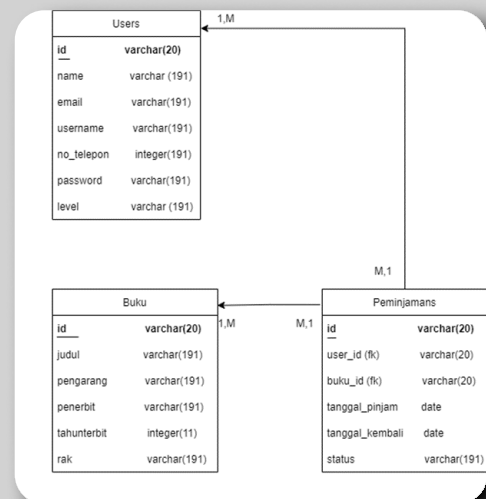 Users
1,M
id varchar(20)
name varchar (191)
email varchar(191)
username varchar(191)
no_telepon integer(191)
password varchar(191)
level varchar (191)
M,1
Buku
id varchar(20)
judul varchar(191)
pengarang varchar(191)
penerbit varchar(191)
tahunterbit integer(11)
rak varchar(191)
1,M
M,1
Peminjamans
id varchar(20)
user_id (fk) varchar(20)
buku_id (fk) varchar(20)
tanggal_pinjam date
tanggal_kembali date
status varchar(191)